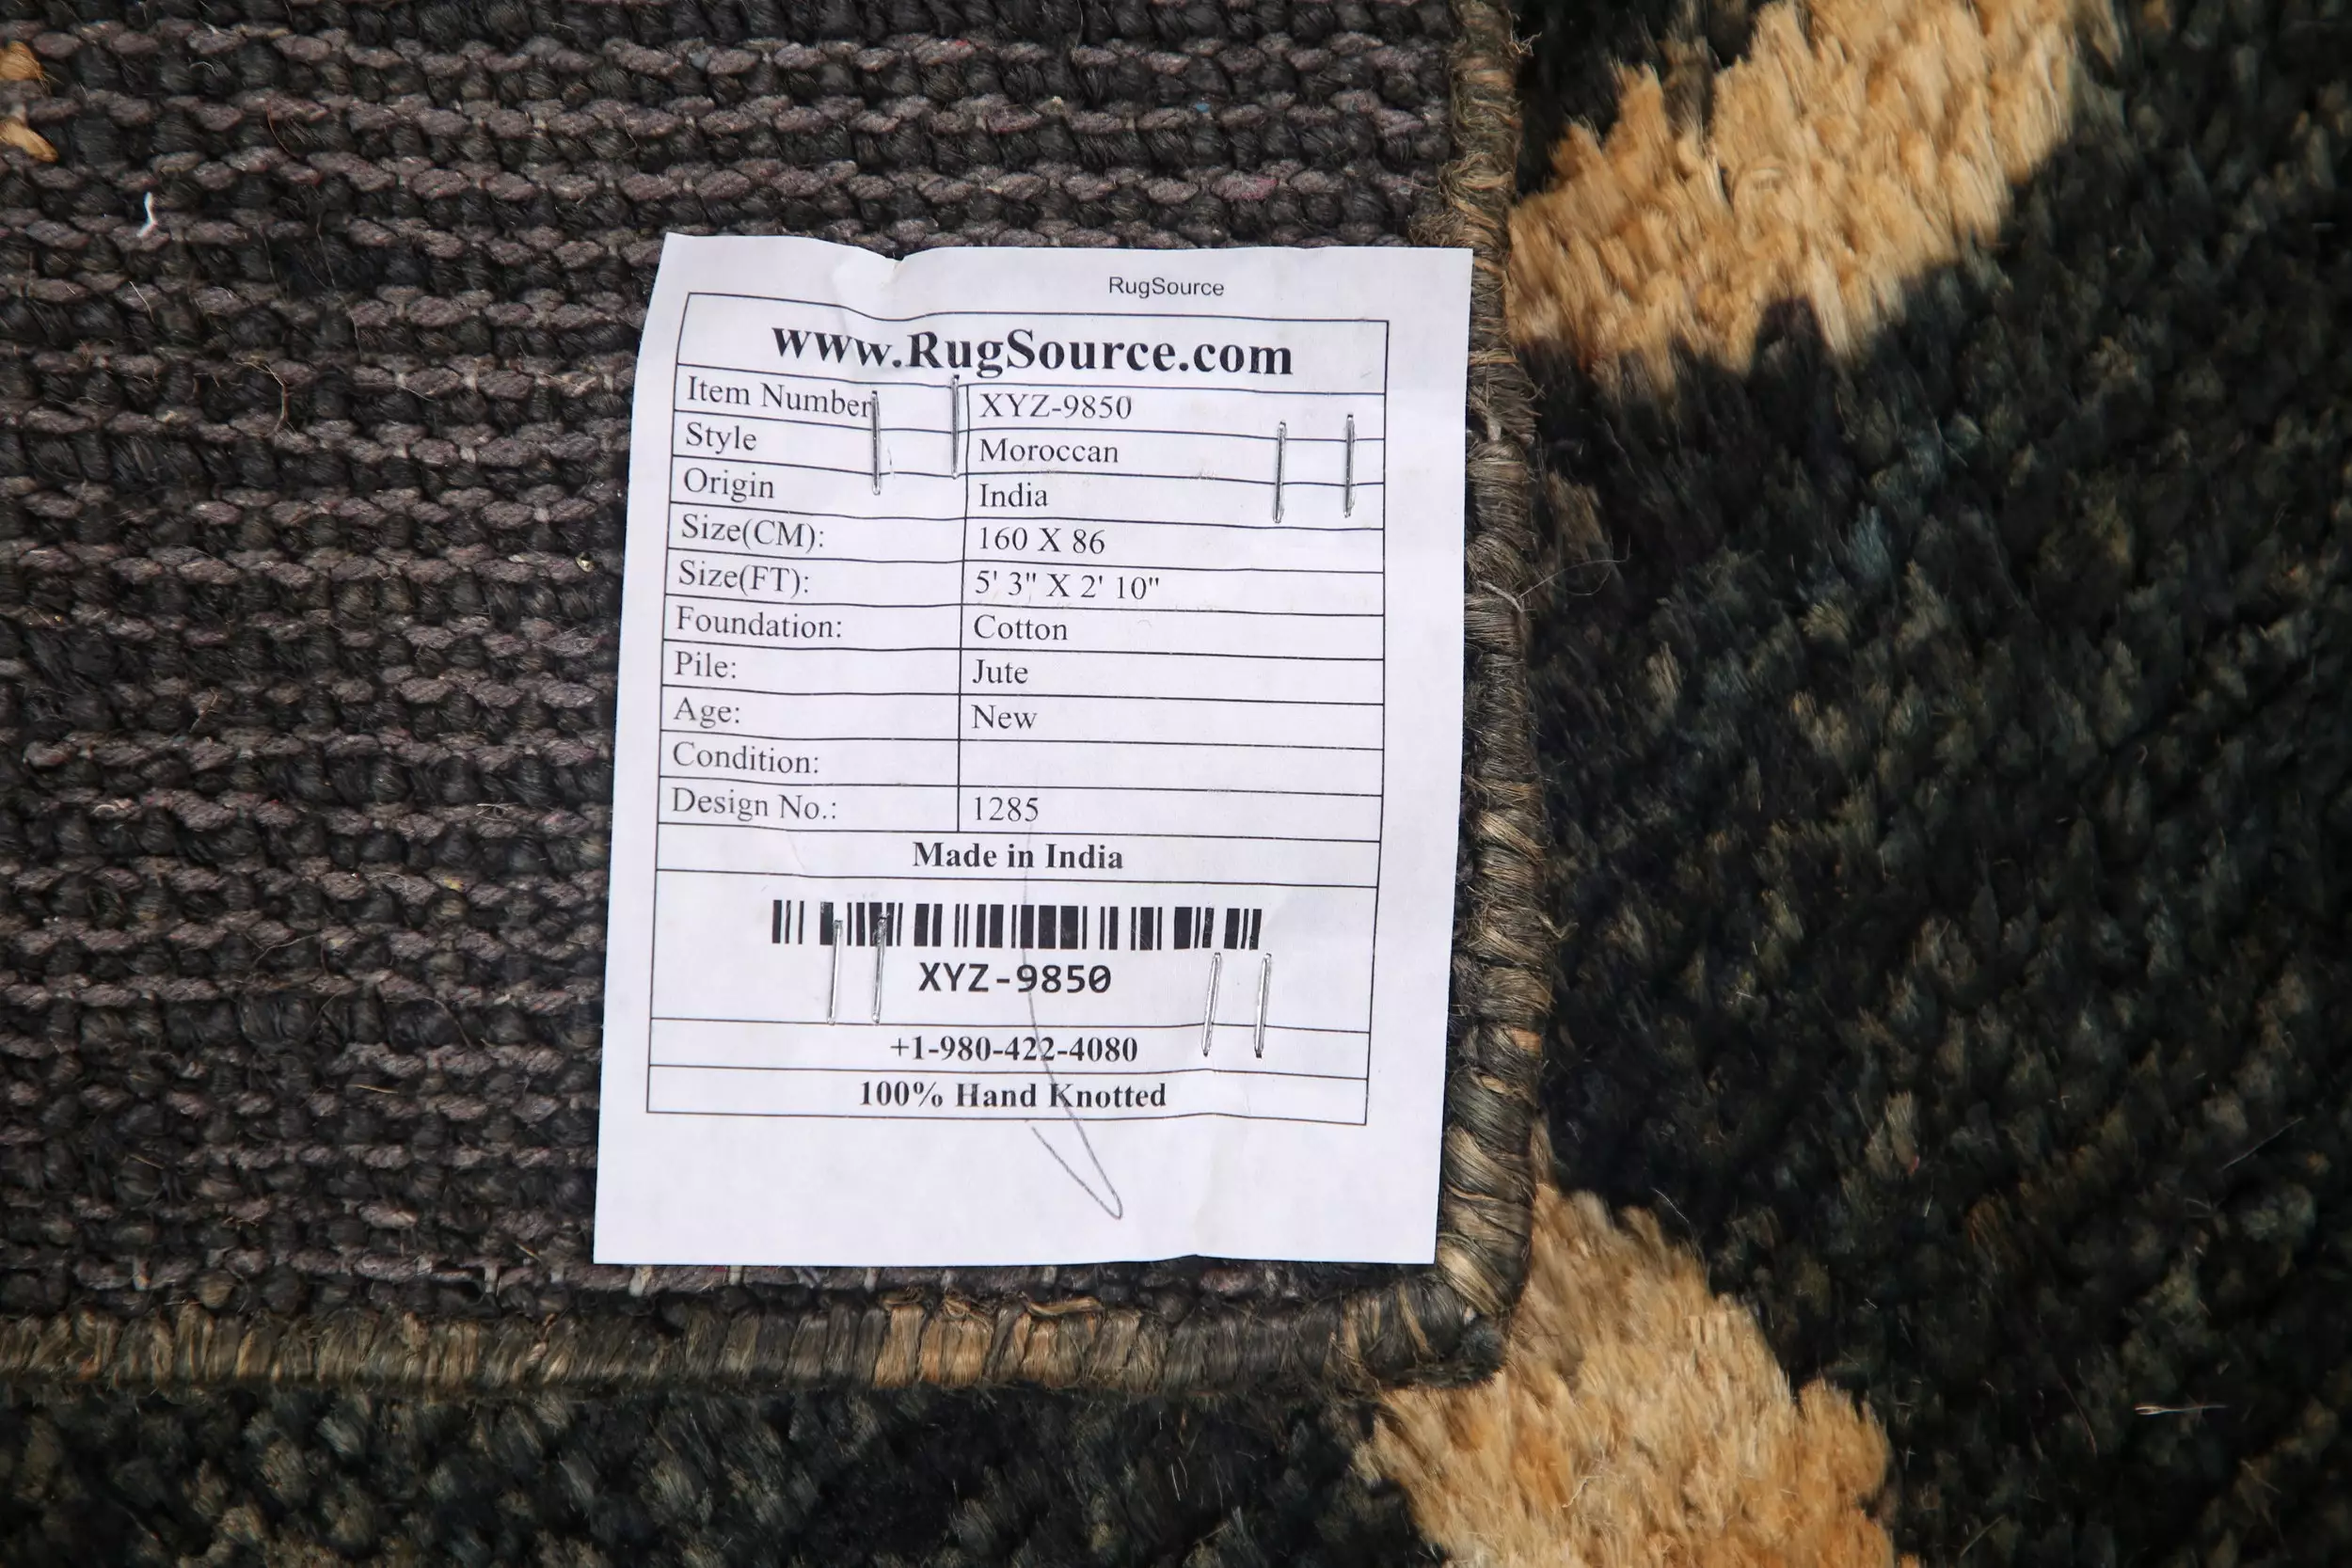 RugSource
www.RugSource.com
Item Number XYZ-9850
Style Moroccan
Origin India
Size(CM): 160 X 86
Size(FT): 5' 3" X 2' 10"
Foundation: Cotton
Pile: Jute
Age: New
Condition:
Design No.: 1285
Made in India
XYZ-9850
+1-980-422-4080
100% Hand Knotted